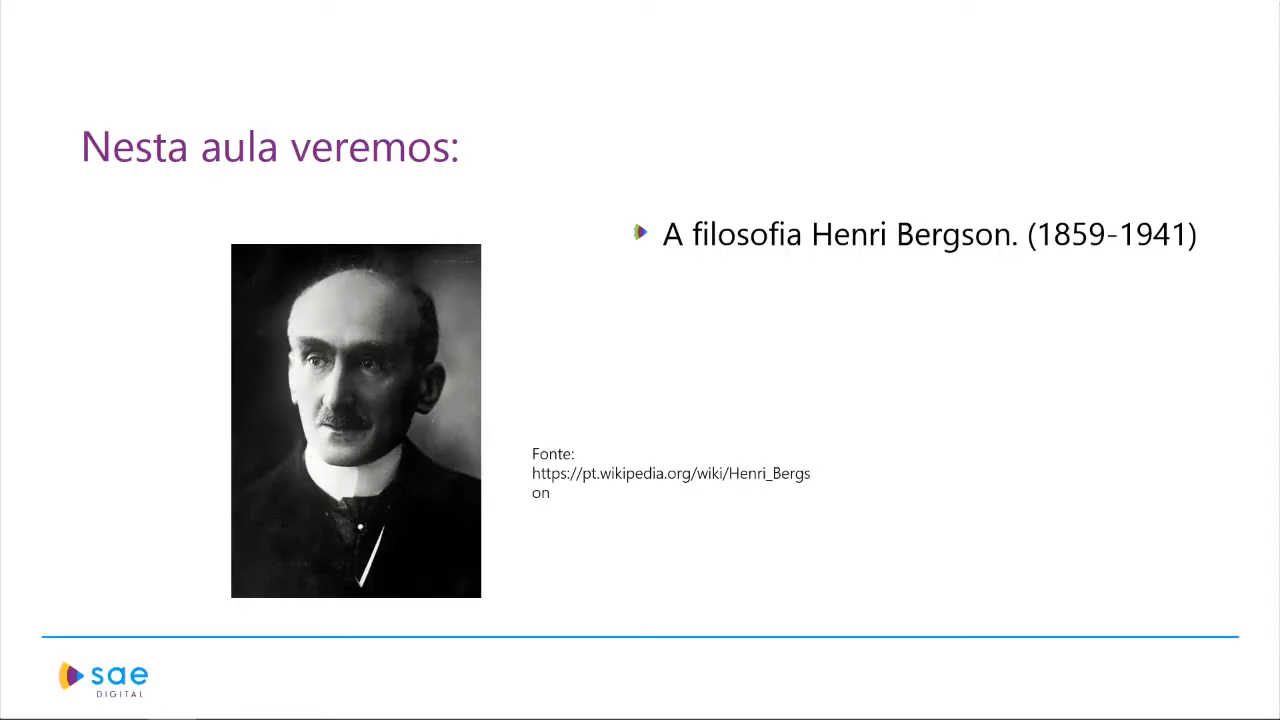 Nesta aula veremos:
A filosofia Henri Bergson. (1859-1941)
Fonte:
https://pt.wikipedia.org/wiki/Henri_Bergs
on
sae
DIGITAL